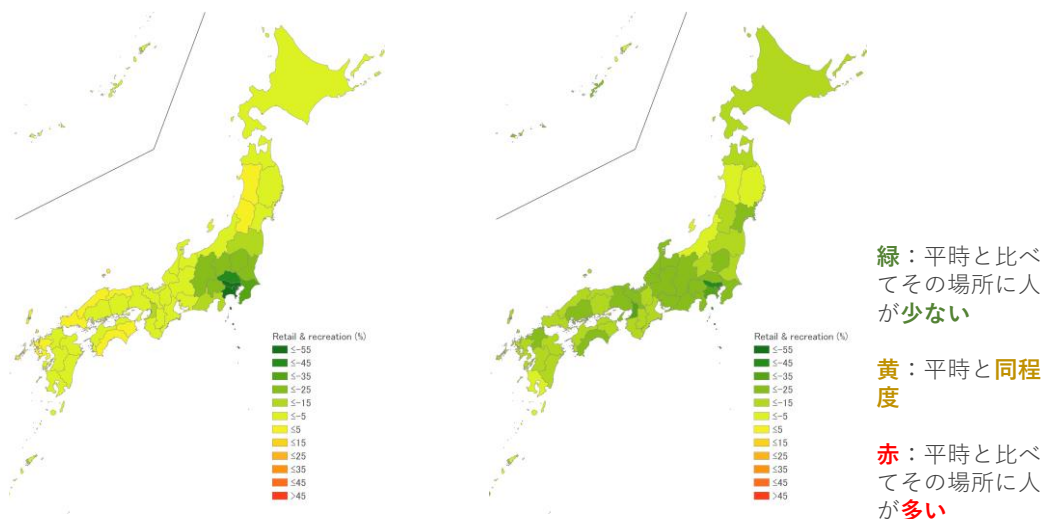 Retail & recreation (%)
≤-55
≤-45
≤-35
≤-25
≤-15
≤-5
≤5
≤15
≤25
≤35
≤45
>45
Retail & recreation (%)
≤-55
≤-45
≤-35
≤-25
≤-15
≤-5
≤5
≤15
≤25
≤35
≤45
>45
緑：平時と比べ
てその場所に人
が少ない
黄：平時と同程
度
赤：平時と比べ
てその場所に人
が多い